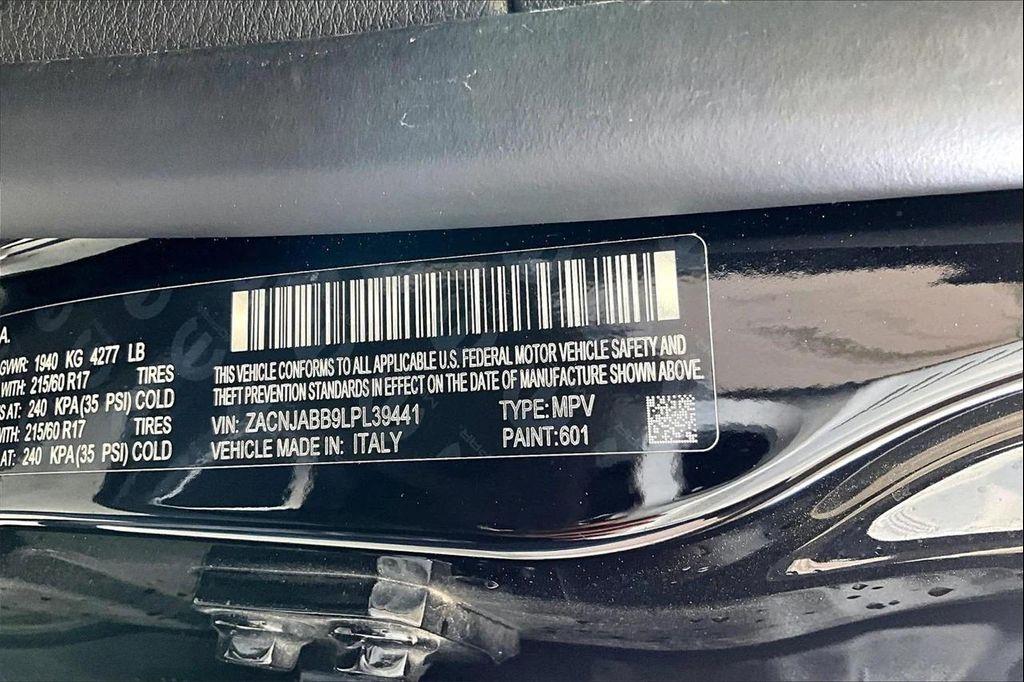 A.
GVWR: 1940 KG 4277 LB
WITH: 215/60 R17 TIRES
AT: 240 KPA(35 PSI) COLD
WITH: 215/60 R17 TIRES
AT: 240 KPA(35 PSI) COLD
THIS VEHICLE CONFORMS TO ALL APPLICABLE U.S. FEDERAL MOTOR VEHICLE SAFETY AND
THEFT PREVENTION STANDARDS IN EFFECT ON THE DATE OF MANUFACTURE SHOWN ABOVE.
VIN: ZACNJABB9LPL39441 TYPE: MPV
VEHICLE MADE IN: ITALY PAINT: 601